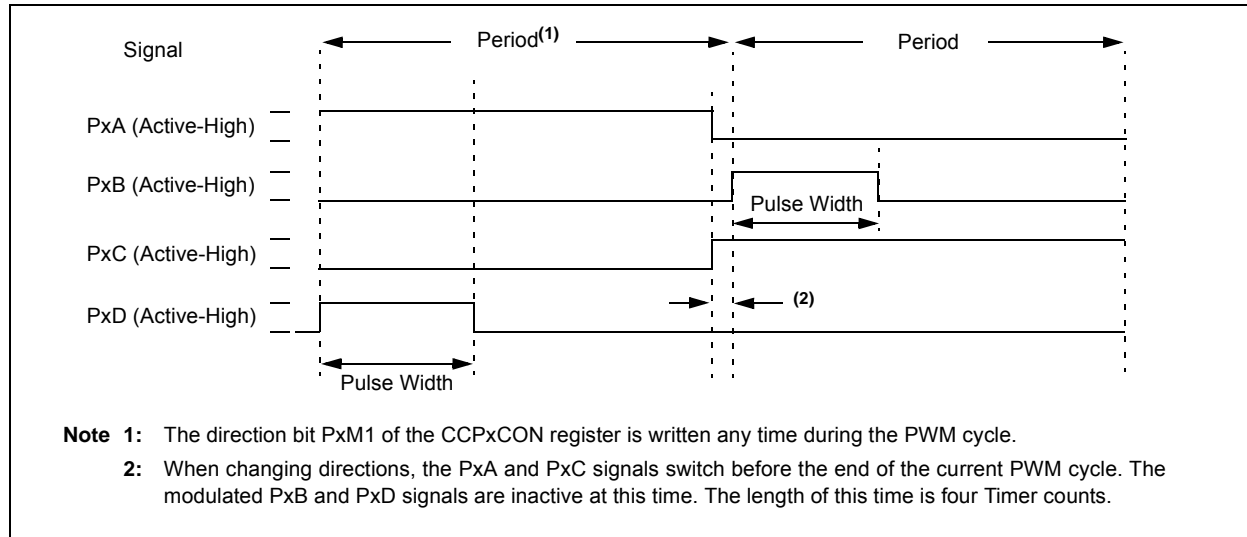 Signal
Period(1)
Period
PxA (Active-High)
PxB (Active-High)
Pulse Width
PxC (Active-High)
(2)
PxD (Active-High)
Pulse Width
Note 1: The direction bit PxM1 of the CCPxCON register is written any time during the PWM cycle.
2: When changing directions, the PxA and PxC signals switch before the end of the current PWM cycle. The
modulated PxB and PxD signals are inactive at this time. The length of this time is four Timer counts.